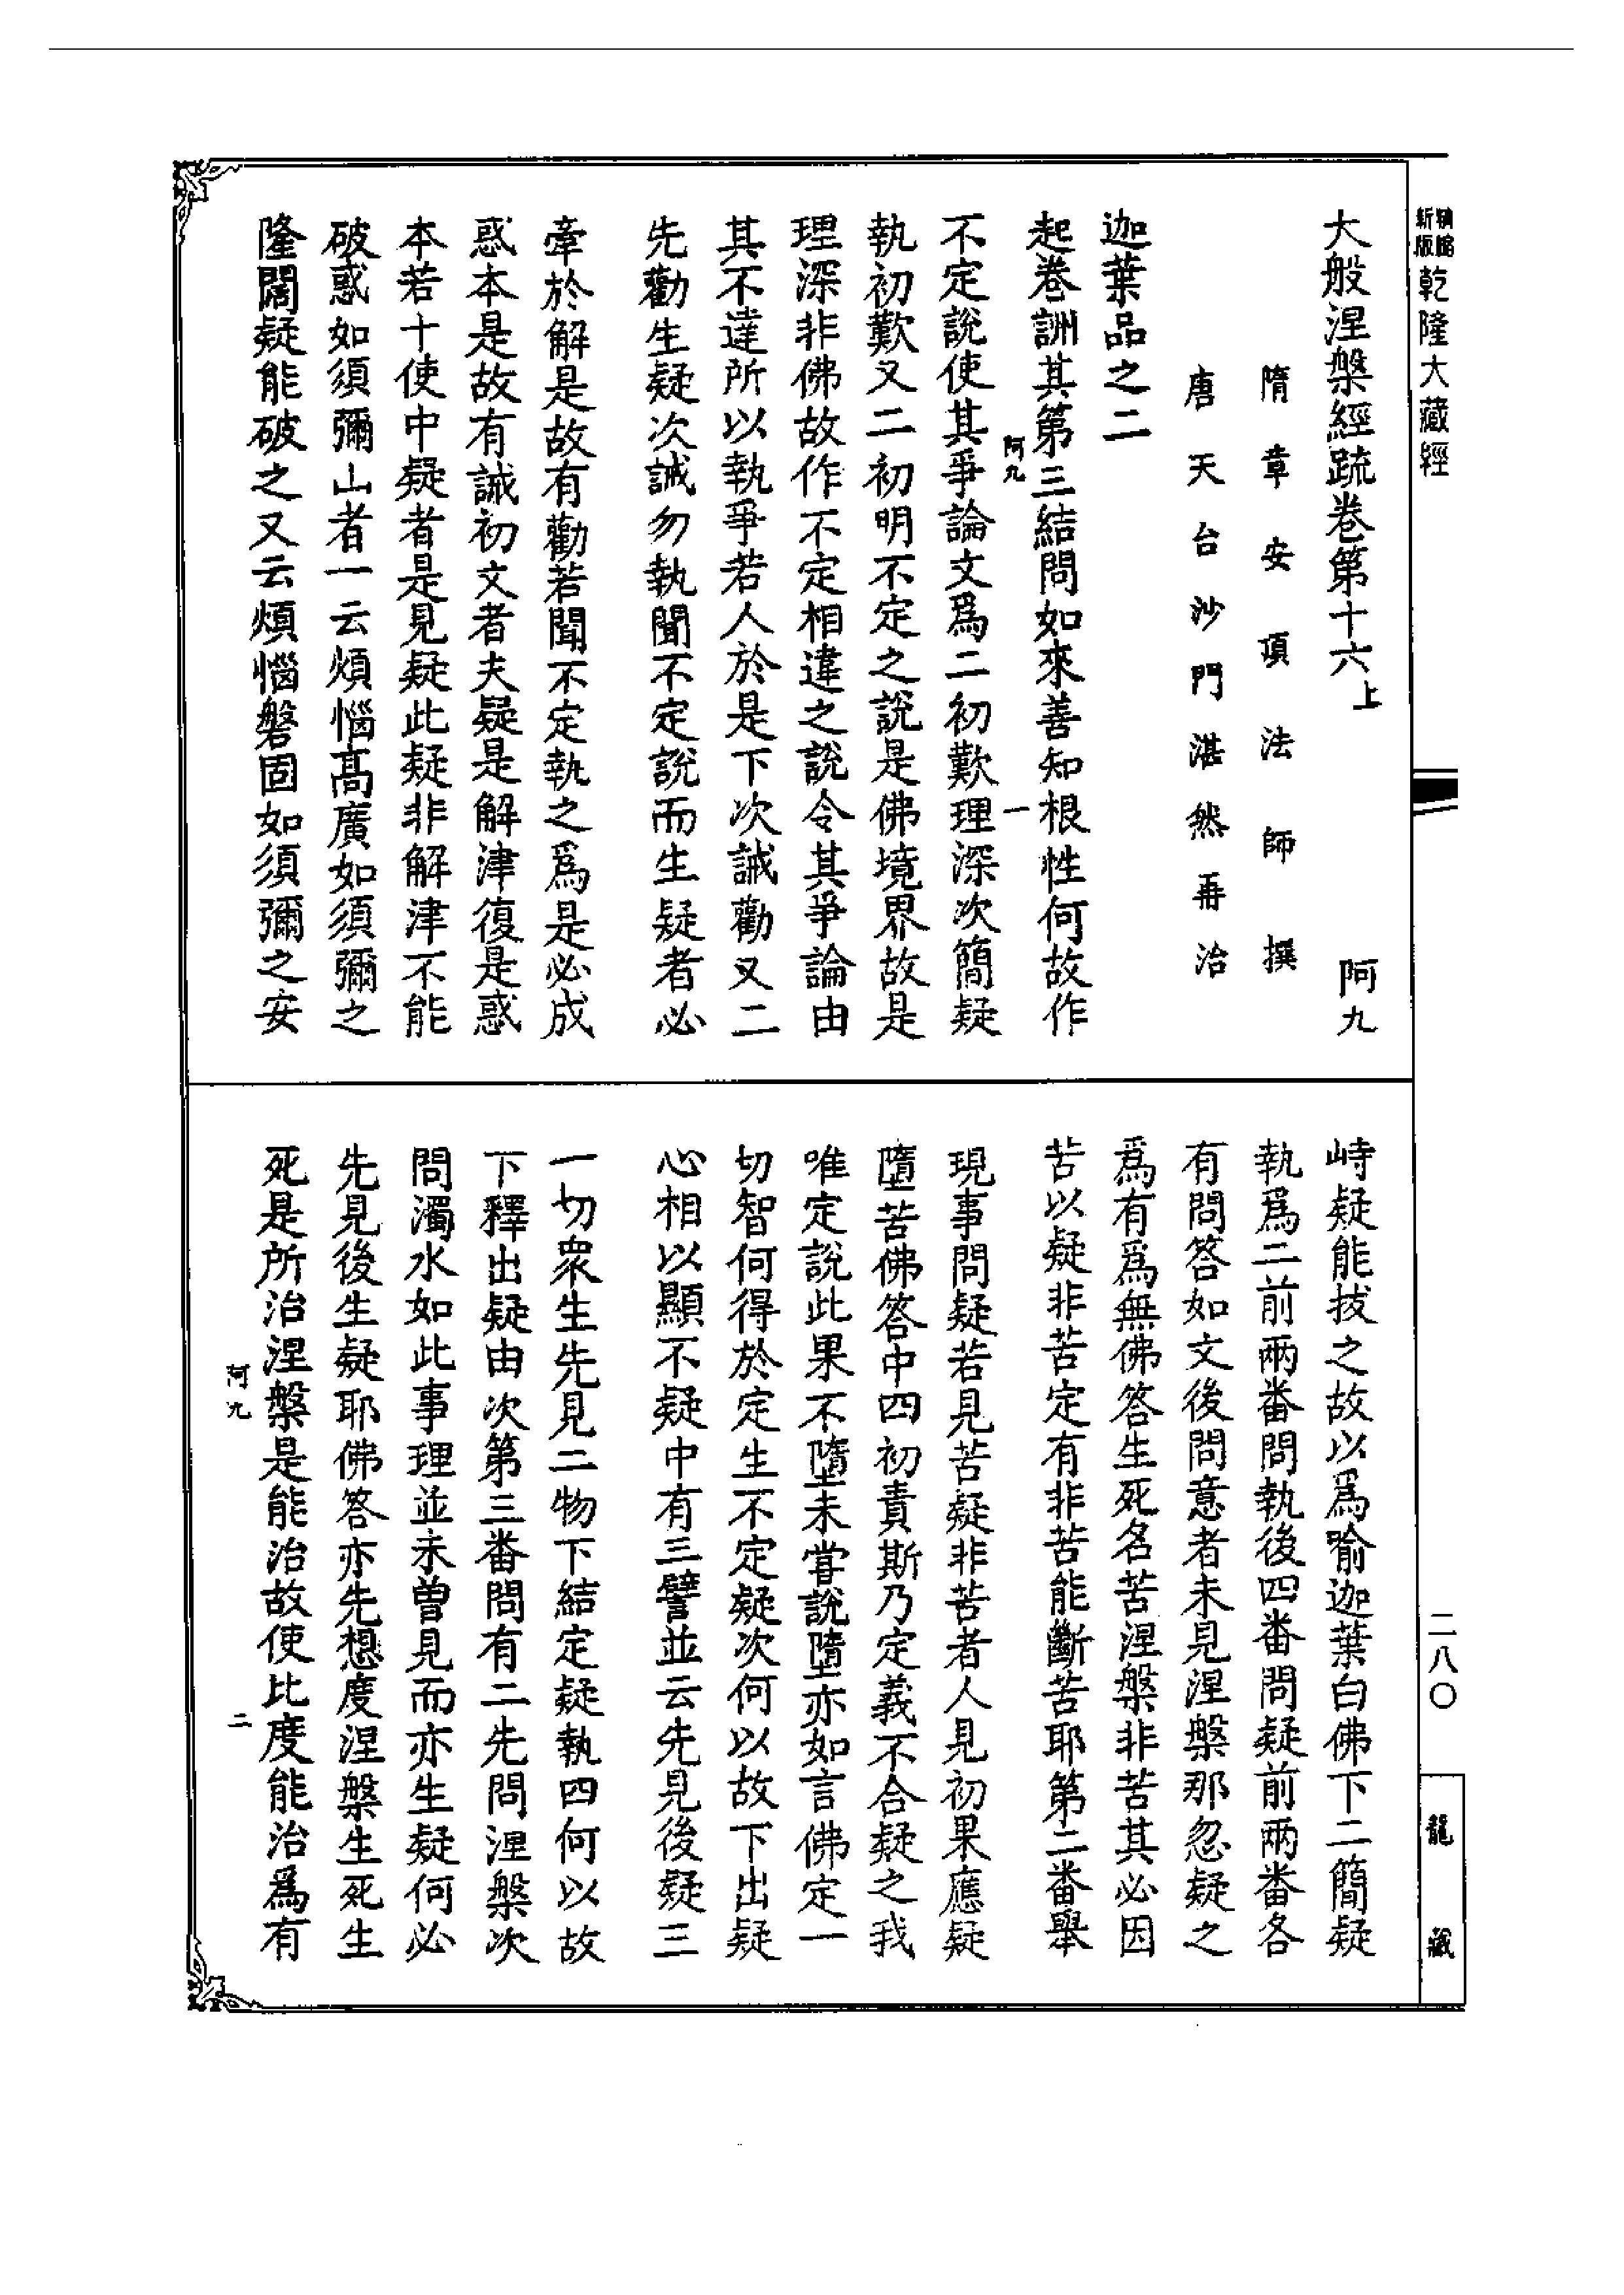 精縮新版乾隆大藏經
大般涅槃經疏卷第十六上　阿九
隋章安頂法師撰
唐天台沙門湛然再治
迦葉品之二
起卷詶其第三結問如來善知根性何故作
阿九　一
不定說使其爭論文爲二初歎理深次簡疑
執初歎又二初明不定之說是佛境界故是
理深非佛故作不定相違之說令其爭論由
其不達所以執爭若人於是下次誡勸又二
先勸生疑次誡勿執聞不定說而生疑者必
牽於解是故有勸若聞不定執之爲是必成
惑本是故有誡初文者夫疑是解津復是惑
本若十使中疑者是見疑此疑非解津不能
破惑如須彌山者一云煩惱高廣如須彌之
隆闊疑能破之又云煩惱磐固如須彌之安
峙疑能拔之故以爲喻迦葉白佛下二簡疑
執爲二前兩番問執後四番問疑前兩番各
有問答如文後問意者未見涅槃那忽疑之
爲有爲無佛答生死名苦涅槃非苦其必因
苦以疑非苦定有非苦能斷苦耶第二番舉
現事問疑若見苦疑非苦者人見初果應疑
墮苦佛答中四初責斯乃定義不合疑之我
唯定說此果不墮未嘗說墮亦如言佛定一
切智何得於定生不定疑次何以故下出疑
心相以顯不疑中有三譬並云先見後疑三
一切衆生先見二物下結定疑執四何以故
下釋出疑由次第三番問有二先問涅槃次
問濁水如此事理並未曾見而亦生疑何必
先見後生疑耶佛答亦先想度涅槃生死生
死是所治涅槃是能治故使比度能治爲有
阿九　二
二八〇
龍藏